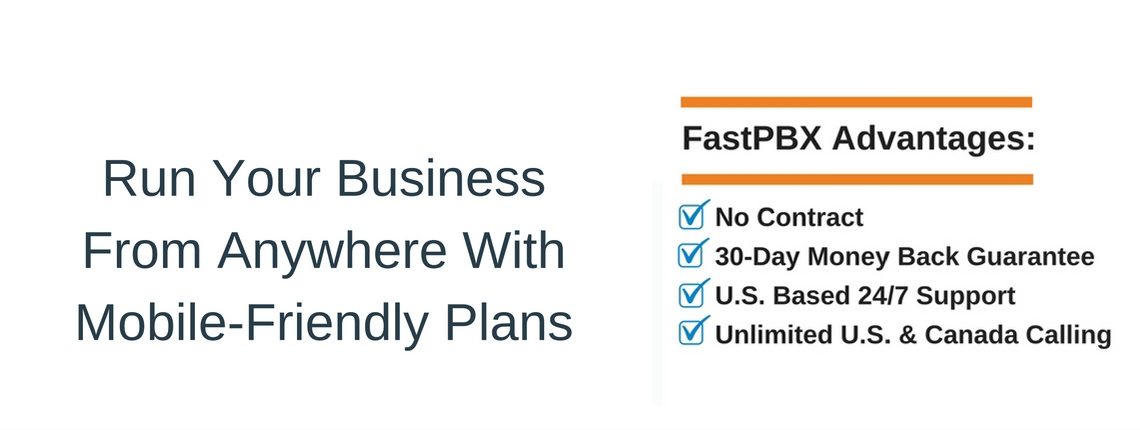 Run Your Business
From Anywhere With
Mobile-Friendly Plans
FastPBX Advantages:
No Contract
30-Day Money Back Guarantee
U.S. Based 24/7 Support
Unlimited U.S. & Canada Calling